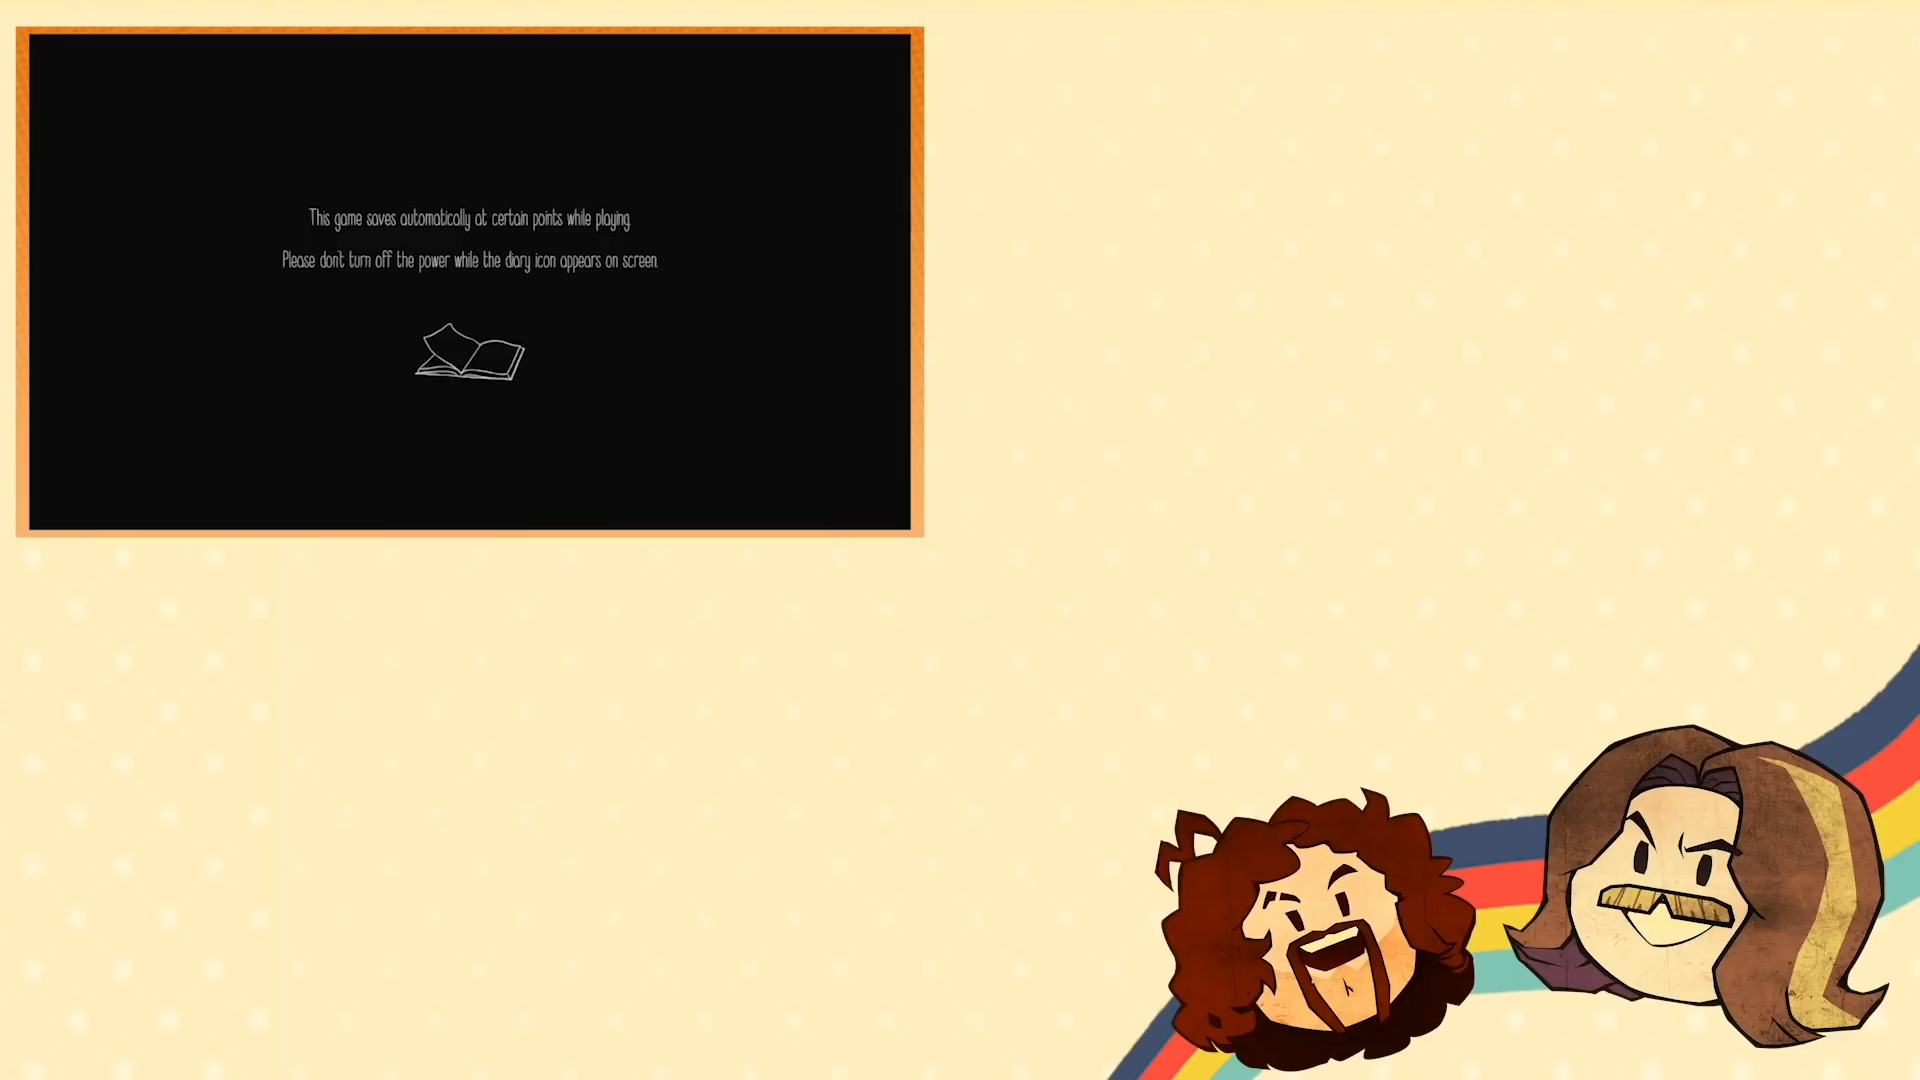 This game saves automatically at certain points while playing.
Please don't turn off the power while the diary icon appears on screen.